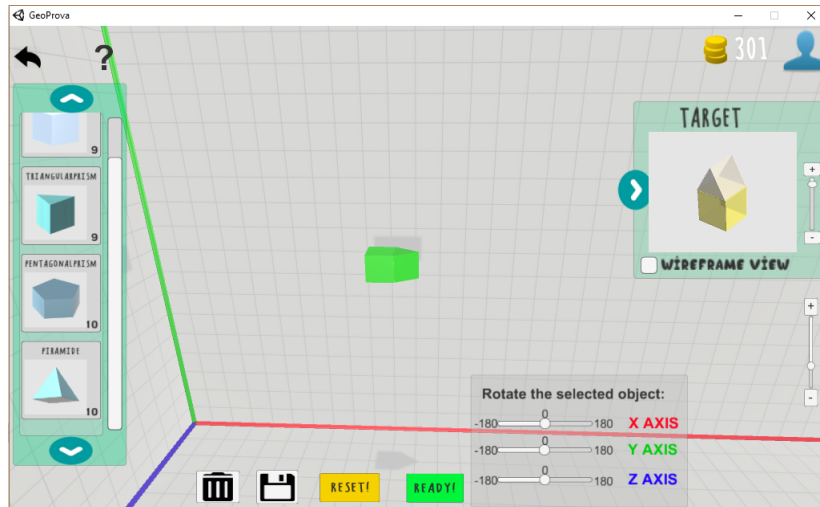 GeoProva
?
301
TARGET
9
TRIANGULARPRISM
9
PENTAGONALPRISM
10
PIRAMIDE
10
+
-
WIREFRAME VIEW
+
-
Rotate the selected object:
0
-180 180 X AXIS
0
-180 180 Y AXIS
0
-180 180 Z AXIS
RESET!
READY!